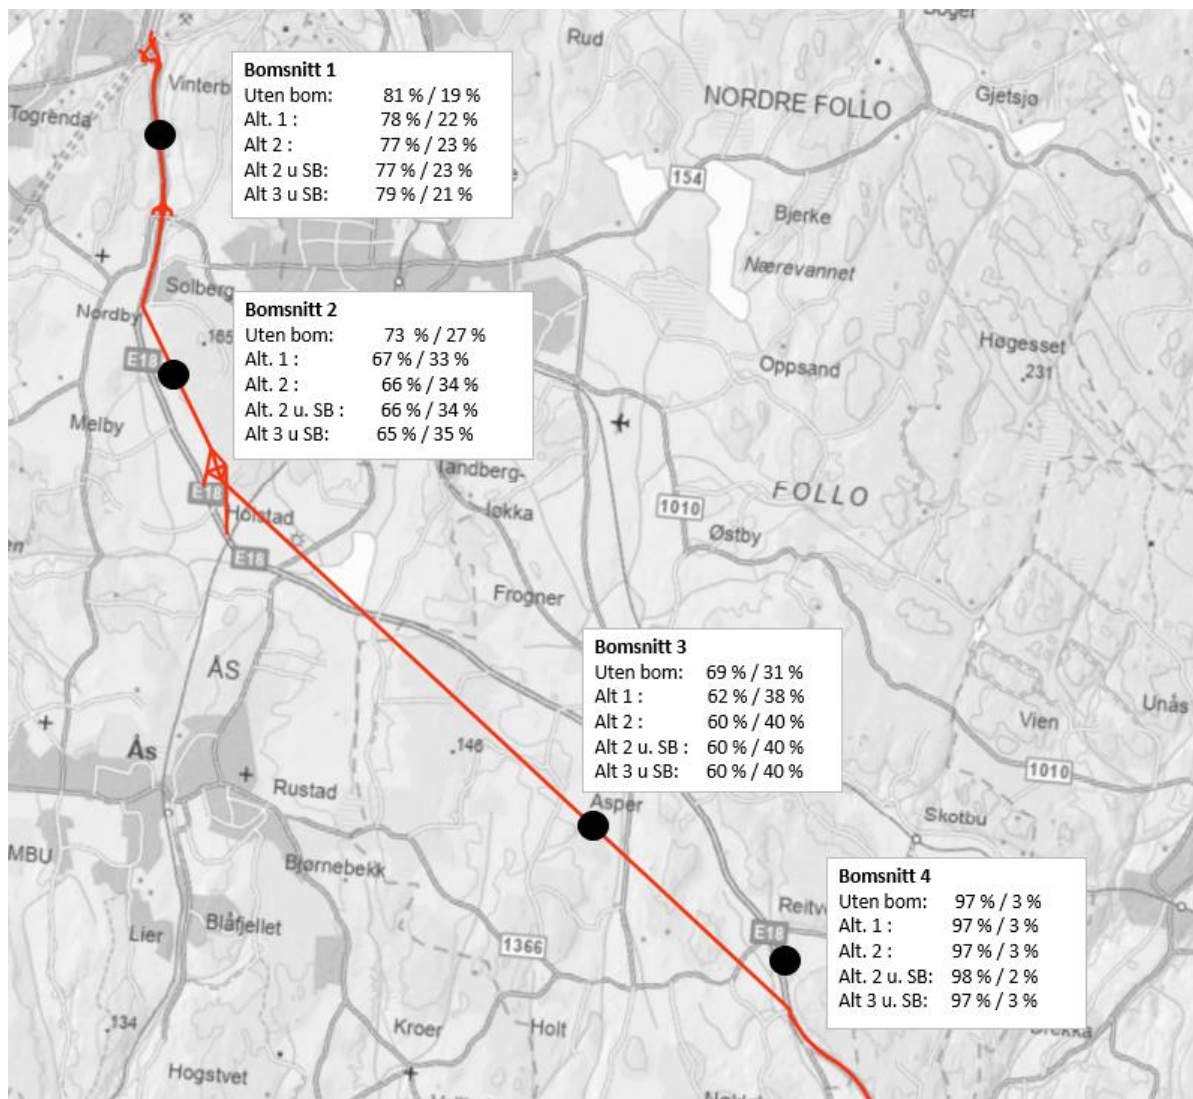 Rud
Vinterb
Togrenda
NORDRE FOLLO
Gjetsjø
Bomsnitt 1
Uten bom: 81 % / 19 %
Alt. 1 : 78 % / 22 %
Alt 2 : 77 % / 23 %
Alt 2 u SB: 77 % / 23 %
Alt 3 u SB: 79 % / 21 %
154
Bjerke
Nærevannet
Solberg
Nordby
165
E18
Høgesset
231
Oppsand
Melby
Bomsnitt 2
Uten bom: 73 % / 27 %
Alt. 1 : 67 % / 33 %
Alt. 2 : 66 % / 34 %
Alt. 2 u. SB : 66 % / 34 %
Alt 3 u SB: 65 % / 35 %
Tandberg-
løkka
E18
Holstad
FOLLO
1010
Østby
E18
Frogner
ÅS
Bomsnitt 3
Uten bom: 69 % / 31 %
Alt 1 : 62 % / 38 %
Alt 2 : 60 % / 40 %
Alt 2 u. SB : 60 % / 40 %
Alt 3 u SB: 60 % / 40 %
Unås
Vien
Ås
146
1010
Rustad
Asper
Skotbu
MBU
Bjørnebekk
Bomsnitt 4
Uten bom: 97 % / 3 %
Alt. 1 : 97 % / 3 %
Alt. 2 : 97 % / 3 %
Alt. 2 u. SB: 98 % / 2 %
Alt 3 u. SB: 97 % / 3 %
Reitv
E18
Blåfjellet
Lier
1366
134
Kroer
Holt
Hogstvet